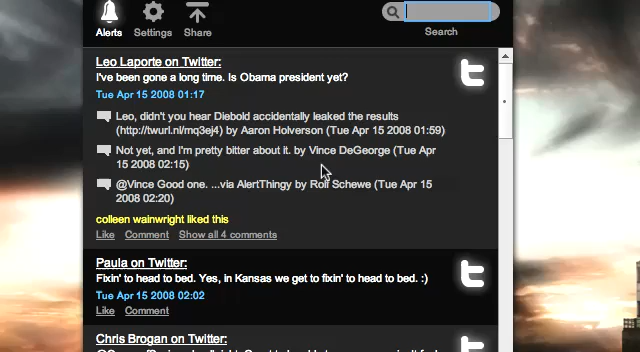 Alerts Settings Share Search
Leo Laporte on Twitter:
I've been gone a long time. Is Obama president yet?
Tue Apr 15 2008 01:17
Leo, didn't you hear Diebold accidentally leaked the results
(http://twurl.nl/mq3ej4) by Aaron Holverson (Tue Apr 15 2008 01:59)
Not yet, and I'm pretty bitter about it. by Vince DeGeorge (Tue Apr
15 2008 02:15)
@Vince Good one. ...via AlertThingy by Rolf Schewe (Tue Apr 15
2008 02:20)
colleen wainwright liked this
Like Comment Show all 4 comments
Paula on Twitter:
Fixin' to head to bed. Yes, in Kansas we get to fixin' to head to bed. :)
Tue Apr 15 2008 02:02
Like Comment
Chris Brogan on Twitter: